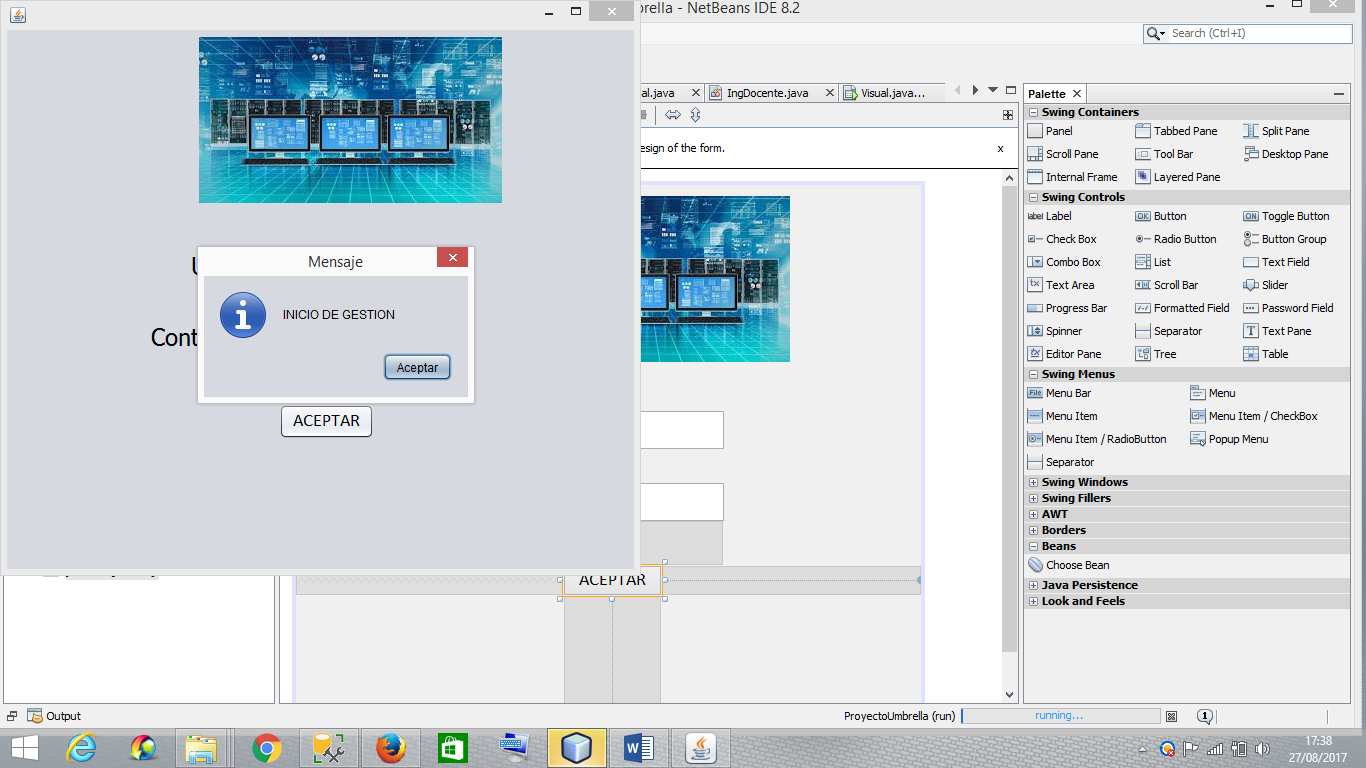 brella - NetBeans IDE 8.2
Search (Ctrl+I)
al.java
IngDocente.java
Visual.java...
esign of the form.
x
Mensaje
INICIO DE GESTION
Aceptar
U
Cont
ACEPTAR
ACEPTAR
Palette
Swing Containers
Panel Tabbed Pane Split Pane
Scroll Pane Tool Bar Desktop Pane
Internal Frame Layered Pane
Swing Controls
label Label OK Button ON Toggle Button
Check Box Radio Button Button Group
Combo Box List Text Field
Text Area Scroll Bar Slider
Progress Bar Formatted Field Password Field
Spinner Separator Text Pane
Editor Pane Tree Table
Swing Menus
File Menu Bar Menu
Menu Item Menu Item / CheckBox
Menu Item / RadioButton Popup Menu
Separator
Swing Windows
Swing Fillers
AWT
Borders
Beans
Choose Bean
Java Persistence
Look and Feels
Output
ProyectoUmbrella (run)
running...
1
17:38
27/08/2017